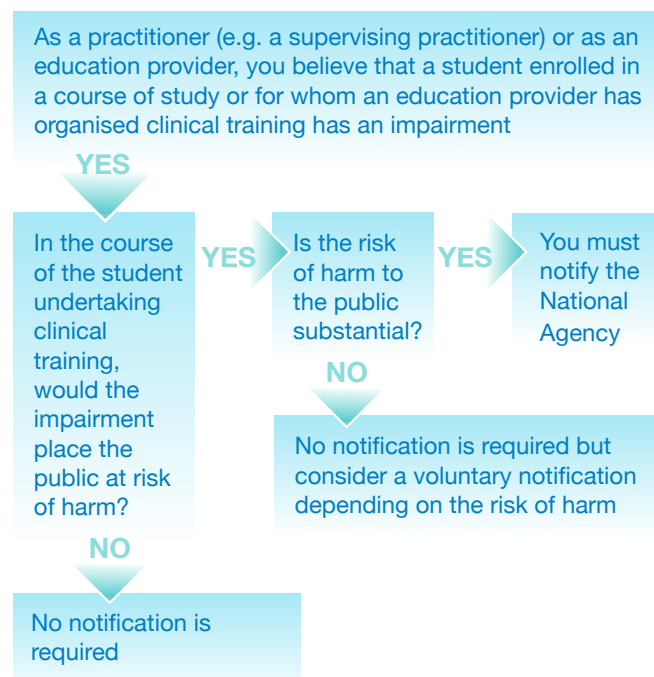 As a practitioner (e.g. a supervising practitioner) or as an
education provider, you believe that a student enrolled in
a course of study or for whom an education provider has
organised clinical training has an impairment
YES
In the course
of the student
undertaking
clinical
training,
would the
impairment
place the
public at risk
of harm?
YES
Is the risk
of harm to
the public
substantial?
YES
You must
notify the
National
Agency
NO
No notification is required but
consider a voluntary notification
depending on the risk of harm
NO
No notification is
required